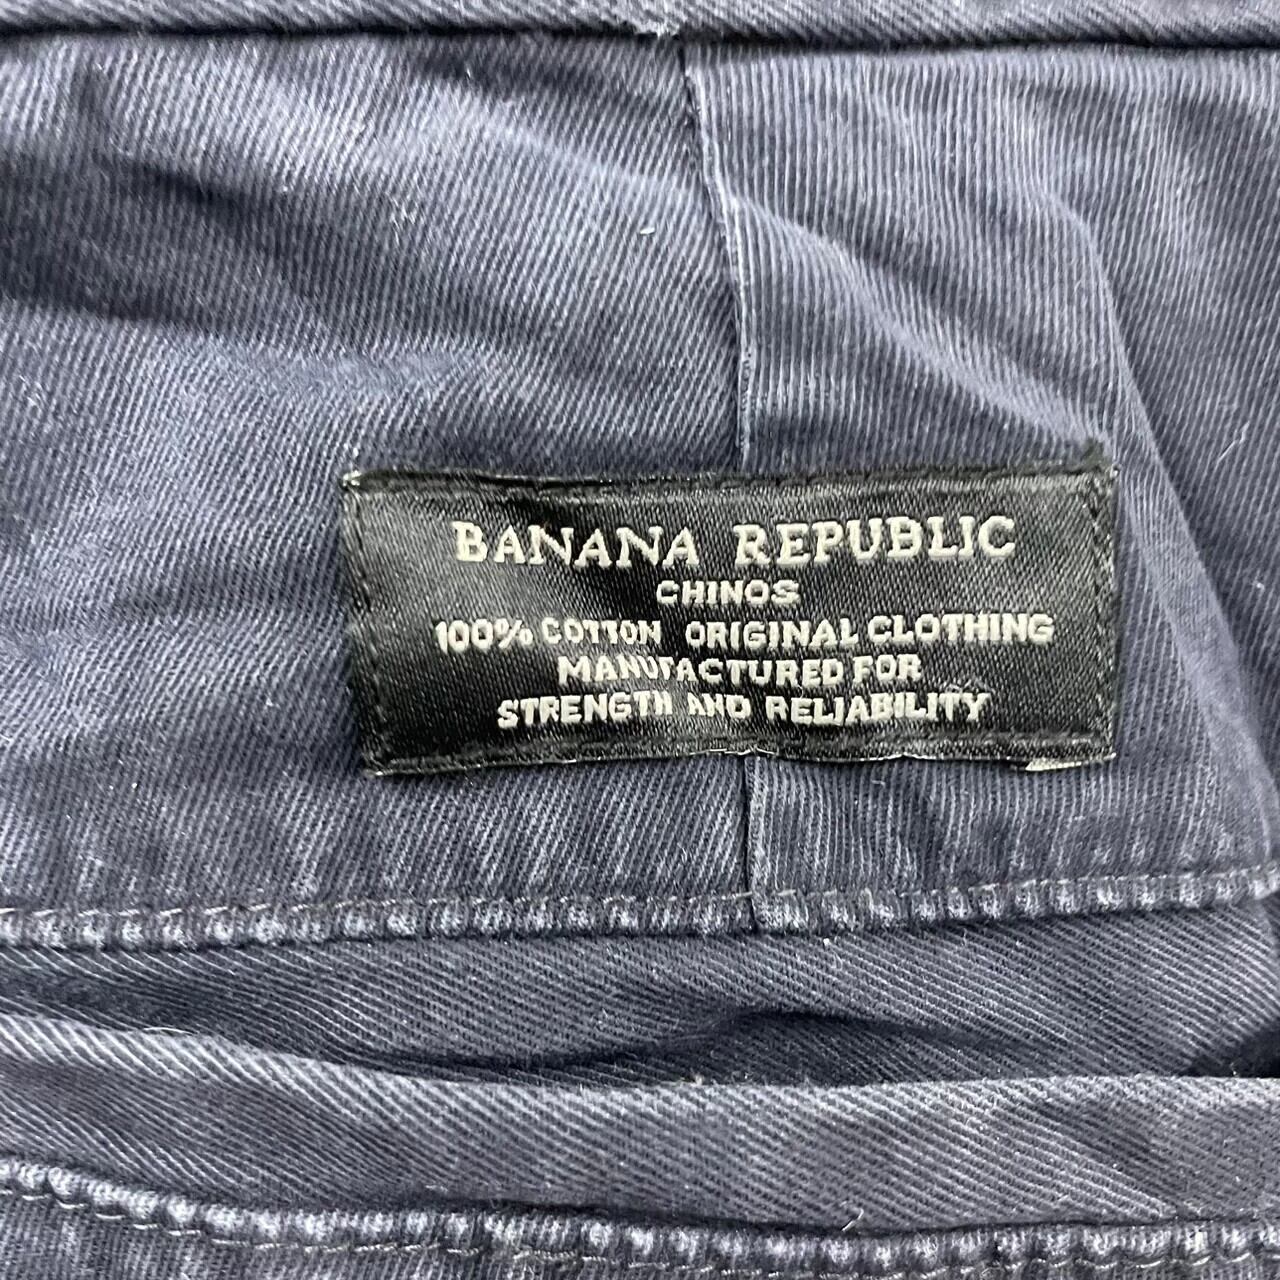 BANANA REPUBLIC
CHINOS
100% COTTON ORIGINAL CLOTHING
MANUFACTURED FOR
STRENGTH AND RELIABILITY